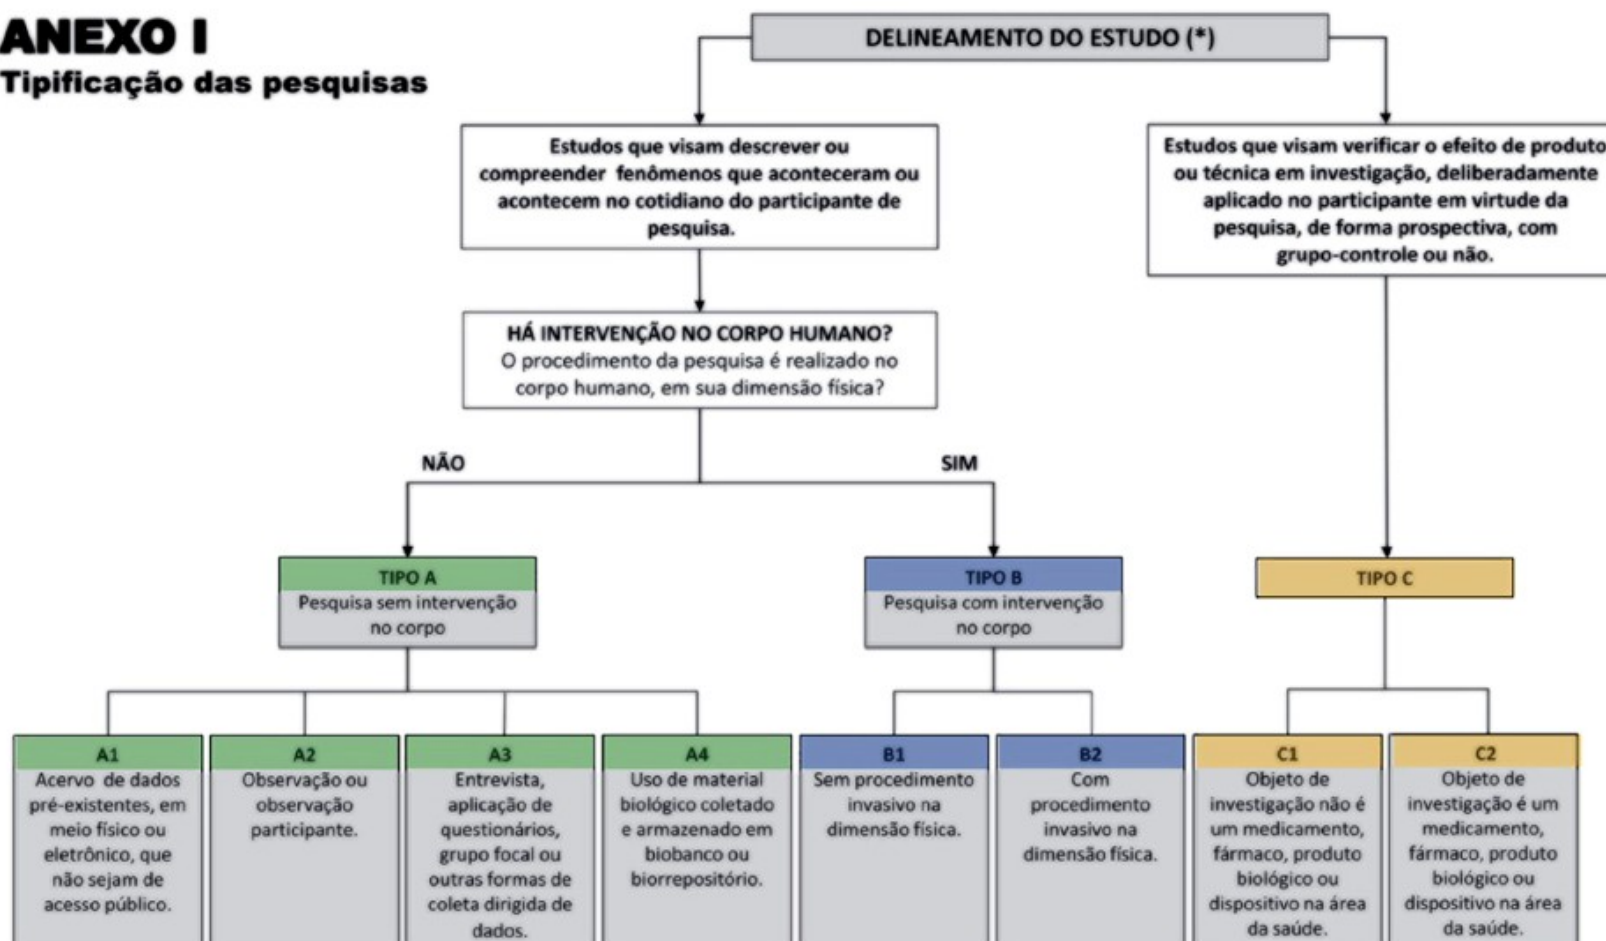 ANEXO I
Tipificação das pesquisas
DELINEAMENTO DO ESTUDO (*)
Estudos que visam descrever ou
compreender fenômenos que aconteceram ou
acontecem no cotidiano do participante de
pesquisa.
Estudos que visam verificar o efeito de produto
ou técnica em investigação, deliberadamente
aplicado no participante em virtude da
pesquisa, de forma prospectiva, com
grupo-controle ou não.
HÁ INTERVENÇÃO NO CORPO HUMANO?
O procedimento da pesquisa é realizado no
corpo humano, em sua dimensão física?
NÃO
SIM
TIPO A
Pesquisa sem intervenção
no corpo
TIPO B
Pesquisa com intervenção
no corpo
TIPO C
A1
Acervo de dados
pré-existentes, em
meio físico ou
eletrônico, que
não sejam de
acesso público.
A2
Observação ou
observação
participante.
A3
Entrevista,
aplicação de
questionários,
grupo focal ou
outras formas de
coleta dirigida de
dados.
A4
Uso de material
biológico coletado
e armazenado em
biobanco ou
biorrepositório.
B1
Sem procedimento
invasivo na
dimensão física.
B2
Com
procedimento
invasivo na
dimensão física.
C1
Objeto de
investigação não é
um medicamento,
fármaco, produto
biológico ou
dispositivo na área
da saúde.
C2
Objeto de
investigação é um
medicamento,
fármaco, produto
biológico ou
dispositivo na área
da saúde.